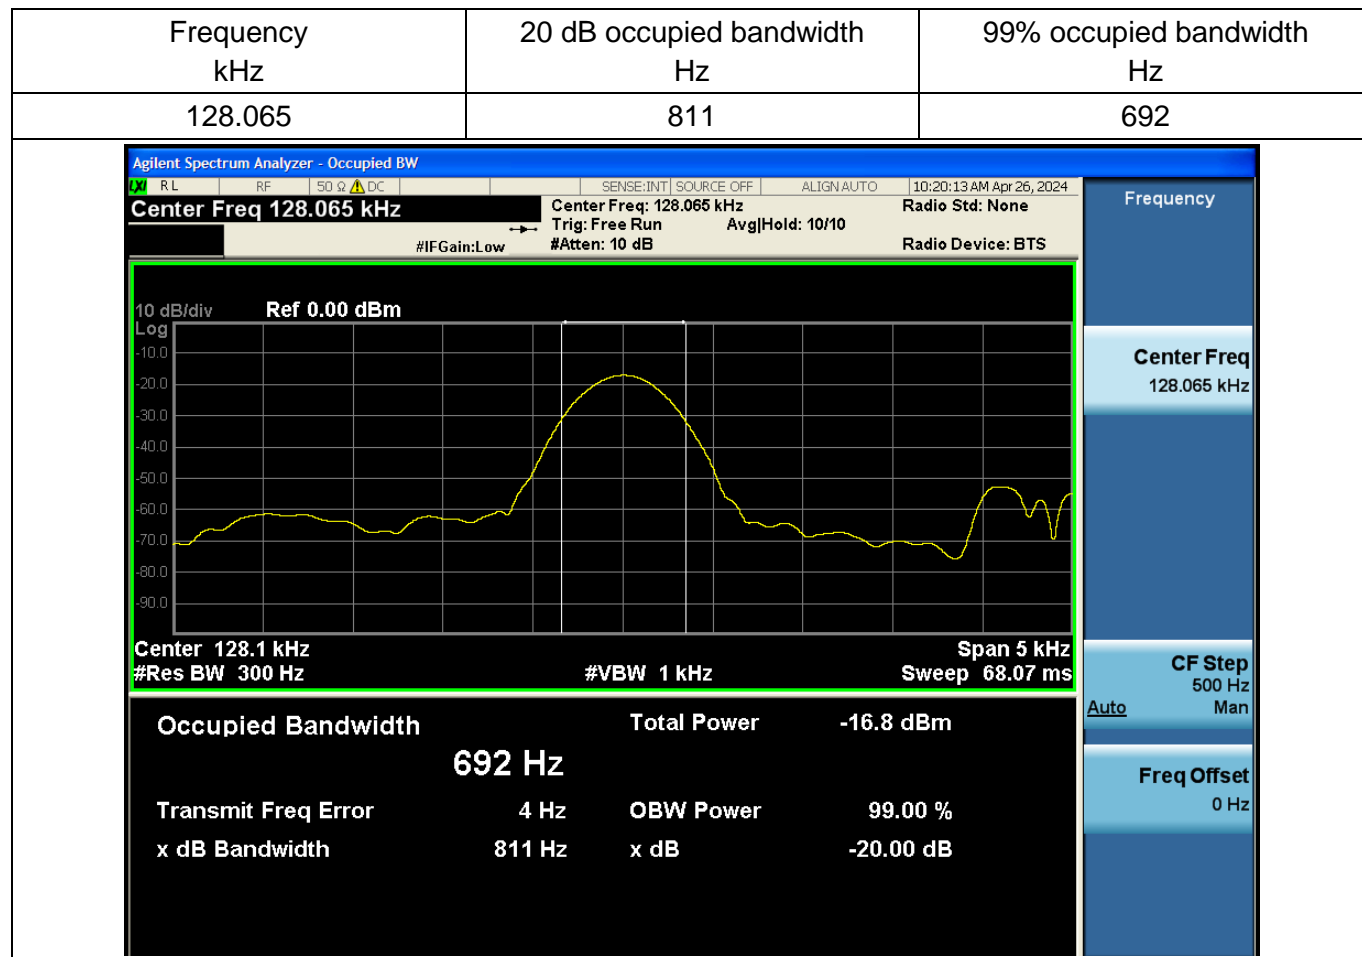 Frequency
kHz
20 dB occupied bandwidth
Hz
99% occupied bandwidth
Hz
128.065
811
692
Agilent Spectrum Analyzer - Occupied BW
LXI RL RF 50 Ω DC SENSE:INT SOURCE OFF ALIGN AUTO 10:20:13 AM Apr 26, 2024
Center Freq 128.065 kHz
Center Freq: 128.065 kHz
Radio Std: None
Trig: Free Run Avg|Hold: 10/10
#IFGain:Low #Atten: 10 dB Radio Device: BTS
10 dB/div Ref 0.00 dBm
Log
-10.0
-20.0
-30.0
-40.0
-50.0
-60.0
-70.0
-80.0
-90.0
Center 128.1 kHz Span 5 kHz
#Res BW 300 Hz #VBW 1 kHz Sweep 68.07 ms
Occupied Bandwidth Total Power -16.8 dBm
692 Hz
Transmit Freq Error 4 Hz OBW Power 99.00 %
x dB Bandwidth 811 Hz x dB -20.00 dB
Frequency
Center Freq
128.065 kHz
CF Step
500 Hz
Auto Man
Freq Offset
0 Hz